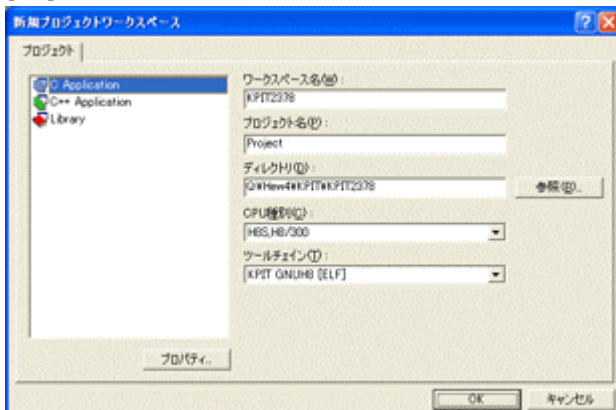 新規プロジェクトワークスペース
プロジェクト
C Application
C++ Application
Library
ワークスペース名(W):
KPIT2378
プロジェクト名(P):
Project
ディレクトリ(D):
Q:¥Hew4¥KPIT¥KPIT2378
参照(B)...
CPU種別(C):
H8S,H8/300
ツールチェイン(T):
KPIT GNUH8 [ELF]
プロパティ...
OK
キャンセル